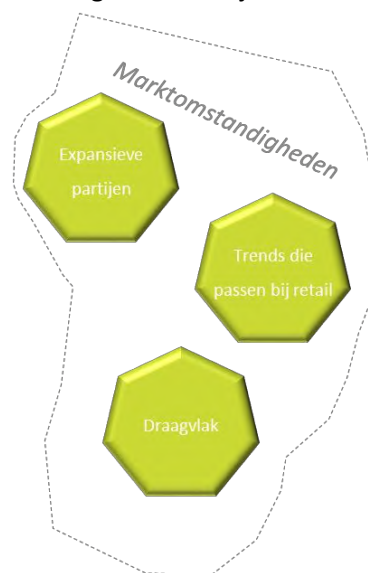 Marktomstandigheden
Expansieve
partijen
Trends die
passen bij retail
Draagvlak